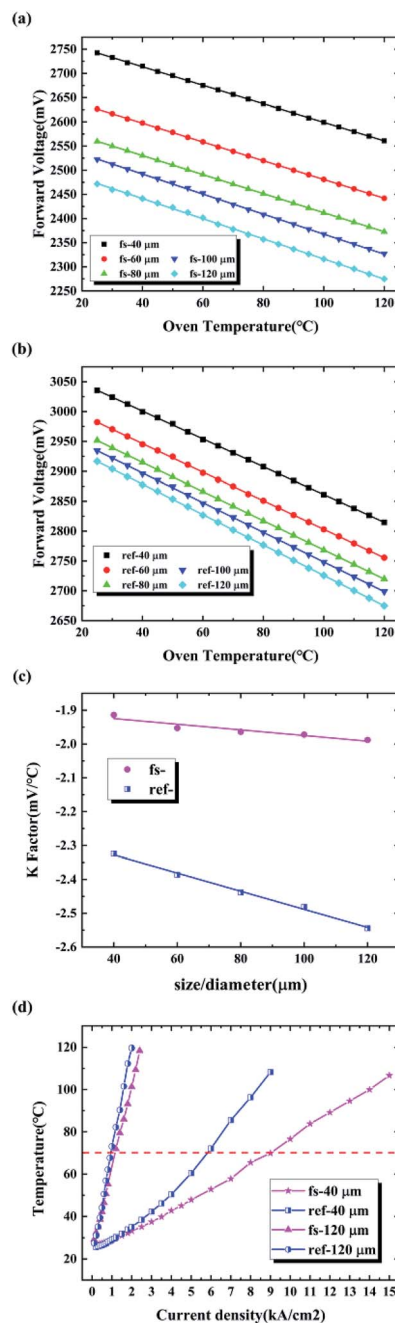 (a)
Forward Voltage(mV)
2750
2700
2650
2600
2550
2500
2450
2400
2350
2300
2250
fs-40 μm
fs-60 μm fs-100 μm
fs-80 μm fs-120 μm
20 40 60 80 100 120
Oven Temperature(℃)
(b)
Forward Voltage(mV)
3050
3000
2950
2900
2850
2800
2750
2700
2650
ref-40 μm
ref-60 μm ref-100 μm
ref-80 μm ref-120 μm
20 40 60 80 100 120
Oven Temperature(℃)
(c)
K Factor(mV/℃)
-1.9
-2.0
-2.1
-2.2
-2.3
-2.4
-2.5
-2.6
fs-
ref-
40 60 80 100 120
size/diameter(μm)
(d)
Temperature(℃)
120
100
80
60
40
20
fs-40 μm
ref-40 μm
fs-120 μm
ref-120 μm
0 1 2 3 4 5 6 7 8 9 10 11 12 13 14 15
Current density(kA/cm2)